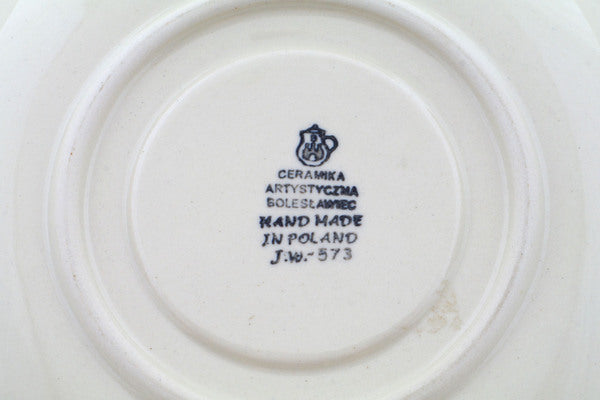 CERAMIKA
ARTYSTYCZNA
BOLESŁAWIEC
HAND MADE
IN POLAND
J.W.-573